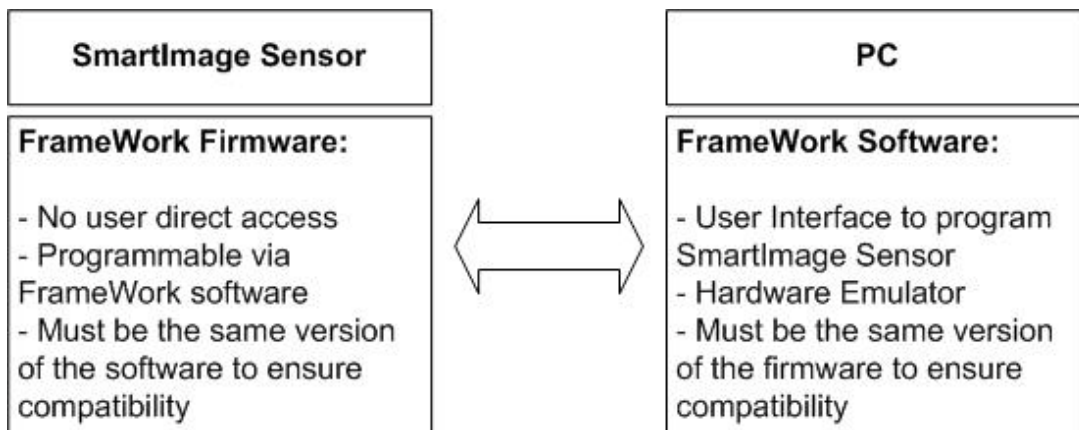 SmartImage Sensor
FrameWork Firmware:
- No user direct access
- Programmable via
FrameWork software
- Must be the same version
of the software to ensure
compatibility
PC
FrameWork Software:
- User Interface to program
SmartImage Sensor
- Hardware Emulator
- Must be the same version
of the firmware to ensure
compatibility